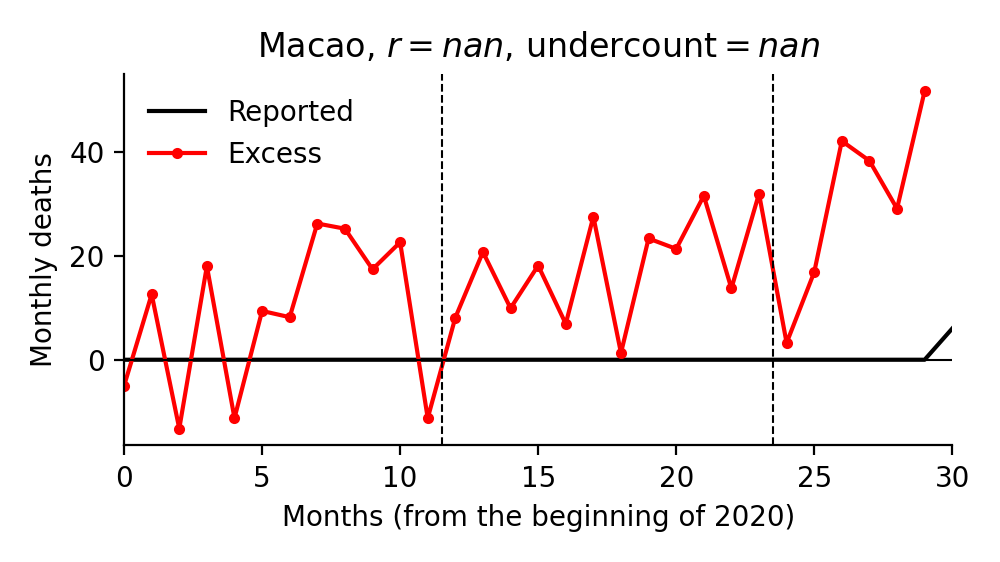 Macao, r = nan, undercount = nan
Reported
Excess
Monthly deaths
40
20
0
0 5 10 15 20 25 30
Months (from the beginning of 2020)